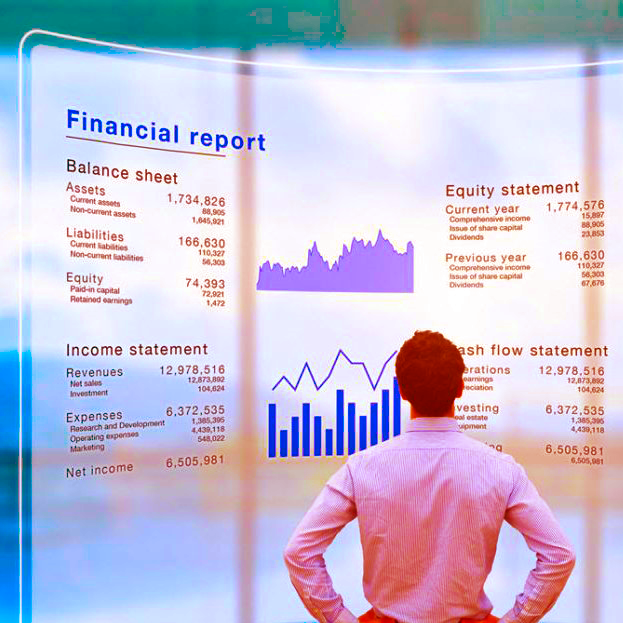 Financial report
Balance sheet
Assets 1,734,826
Current assets 88,905
Non-current assets 1,645,921
Liabilities 166,630
Current liabilities 110,327
Non-current liabilities 56,303
Equity 74,393
Paid-in capital 72,921
Retained earnings 1,472
Equity statement
Current year 1,774,576
Comprehensive income 15,897
Issue of share capital 88,905
Dividends 23,853
Previous year 166,630
Comprehensive income 110,327
Issue of share capital 56,303
Dividends 67,676
Income statement
Revenues 12,978,516
Net sales 12,873,892
Investment 104,624
Expenses 6,372,535
Research and Development 1,385,395
Operating expenses 4,439,118
Marketing 548,022
Net income 6,505,981
ash flow statement
erations 12,978,516
earnings 12,873,892
eciation 104,624
vesting 6,372,535
eal estate 1,385,395
uipment 4,439,118
ng 6,505,981
6,505,981